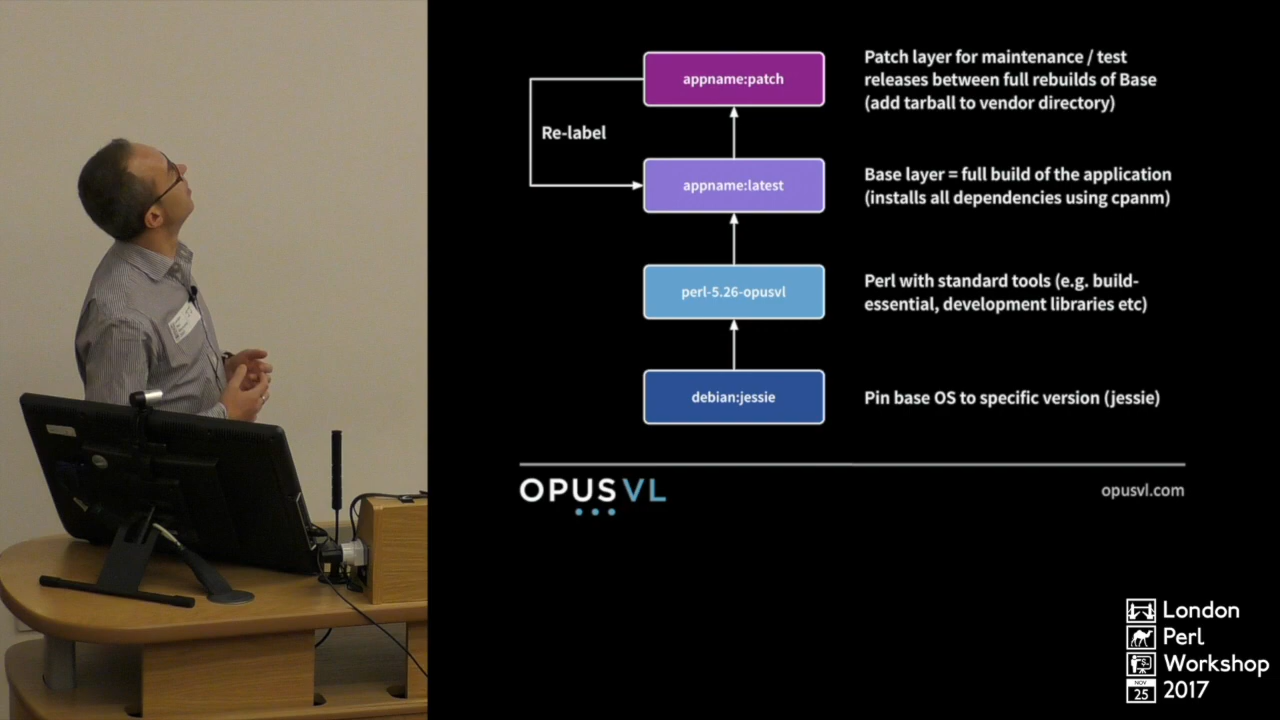 appname:patch
Patch layer for maintenance / test
releases between full rebuilds of Base
(add tarball to vendor directory)
Re-label
appname:latest
Base layer = full build of the application
(installs all dependencies using cpanm)
perl-5.26-opusvl
Perl with standard tools (e.g. build-
essential, development libraries etc)
debian:jessie
Pin base OS to specific version (jessie)
OPUSVL
opusvl.com
London
Perl
Workshop
NOV
25
2017